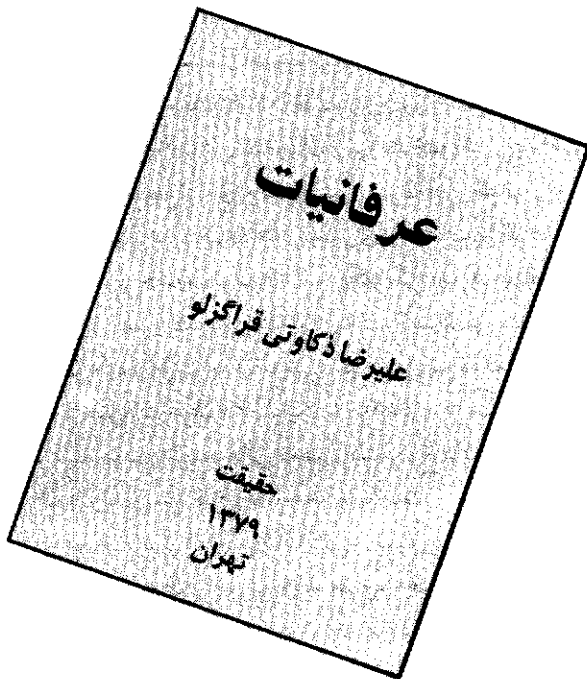 عرفانیات
علیرضا ذکاوتی قراگزلو
حقیقت
۱۳۷۹
تهران